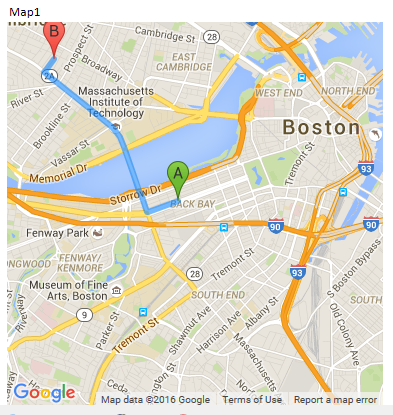 Map1
Cambridge St
28
B
Prospect St
Broadway
EAST
CAMBRIDGE
2A
River St
Massachusetts
Institute of
Technology
WEST END
NORTH END
Brookline St
Vassar St
Boston
Memorial Dr
A
Storrow Dr
BACK BAY
Tremont St
93
Fenway Park
90
90
FENWAY/
KENMORE
28
Tremont St
93
Museum of Fine
Arts, Boston
SOUTH END
S Boston Bypass
9
Parker St
Shawmut Ave
Harrison Ave
Albany St
Old Colony Ave
Riverway
Tremont St
Massachusetts
Google
Map data ©2016 Google
Terms of Use
Report a map error